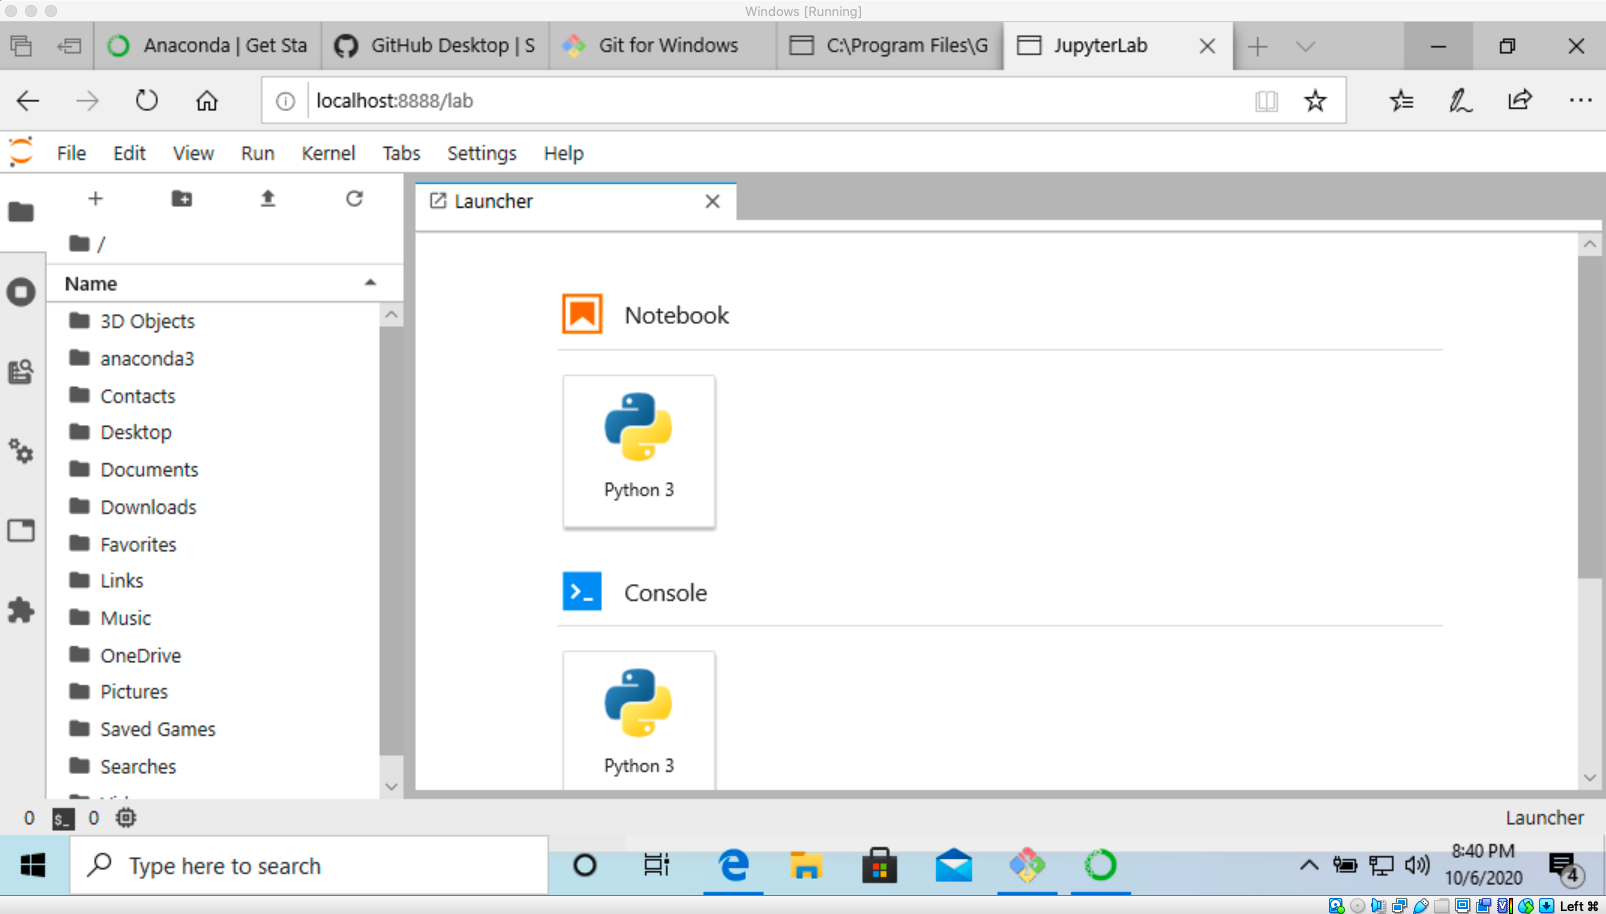 Windows [Running]
Anaconda | Get Sta
GitHub Desktop | S
Git for Windows
C:\Program Files\G
JupyterLab
localhost:8888/lab
File Edit View Run Kernel Tabs Settings Help
Launcher
/
Name
3D Objects
anaconda3
Contacts
Desktop
Documents
Downloads
Favorites
Links
Music
OneDrive
Pictures
Saved Games
Searches
Notebook
Python 3
Console
Python 3
0 $_ 0
Launcher
Type here to search
8:40 PM
10/6/2020
4
Left ⌘